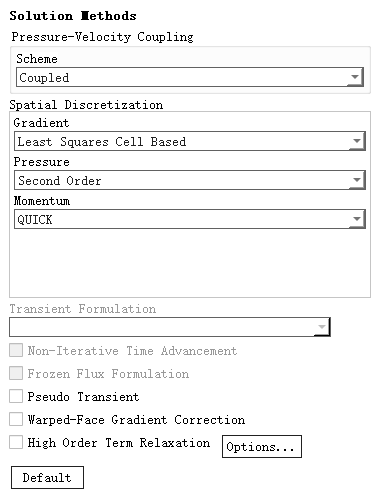 Solution Methods
Pressure-Velocity Coupling
Scheme
Coupled
Spatial Discretization
Gradient
Least Squares Cell Based
Pressure
Second Order
Momentum
QUICK
Transient Formulation
Non-Iterative Time Advancement
Frozen Flux Formulation
Pseudo Transient
Warped-Face Gradient Correction
High Order Term Relaxation Options...
Default